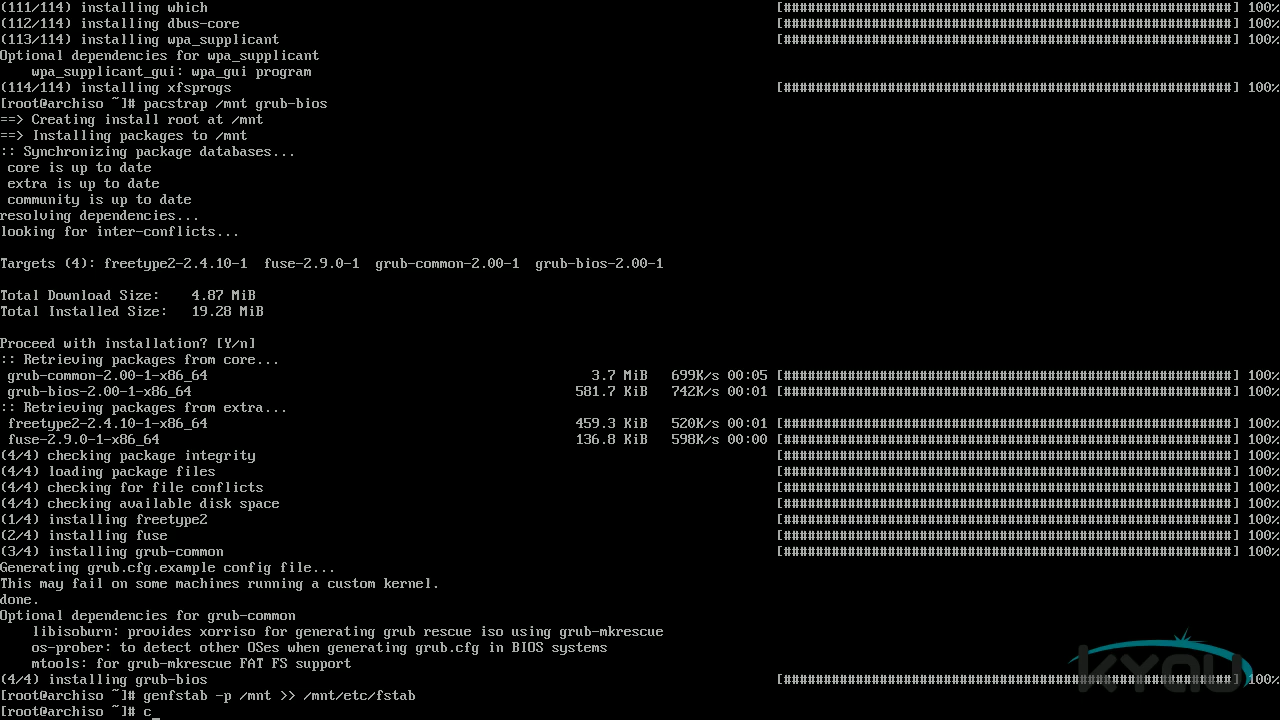 (111/114) installing which [########################################################] 100%
(112/114) installing dbus-core [########################################################] 100%
(113/114) installing wpa_supplicant [########################################################] 100%
Optional dependencies for wpa_supplicant
    wpa_supplicant_gui: wpa_gui program
(114/114) installing xfsprogs [########################################################] 100%
[root@archiso ~]# pacstrap /mnt grub-bios
==> Creating install root at /mnt
==> Installing packages to /mnt
:: Synchronizing package databases...
 core is up to date
 extra is up to date
 community is up to date
resolving dependencies...
looking for inter-conflicts...
Targets (4): freetype2-2.4.10-1  fuse-2.9.0-1  grub-common-2.00-1  grub-bios-2.00-1
Total Download Size:    4.87 MiB
Total Installed Size:   19.28 MiB
Proceed with installation? [Y/n]
:: Retrieving packages from core...
 grub-common-2.00-1-x86_64 3.7 MiB 699K/s 00:05 [########################################################] 100%
 grub-bios-2.00-1-x86_64 581.7 KiB 742K/s 00:01 [########################################################] 100%
:: Retrieving packages from extra...
 freetype2-2.4.10-1-x86_64 459.3 KiB 520K/s 00:01 [########################################################] 100%
 fuse-2.9.0-1-x86_64 136.8 KiB 598K/s 00:00 [########################################################] 100%
(4/4) checking package integrity [########################################################] 100%
(4/4) loading package files [########################################################] 100%
(4/4) checking for file conflicts [########################################################] 100%
(4/4) checking available disk space [########################################################] 100%
(1/4) installing freetype2 [########################################################] 100%
(2/4) installing fuse [########################################################] 100%
(3/4) installing grub-common [########################################################] 100%
Generating grub.cfg.example config file...
This may fail on some machines running a custom kernel.
done.
Optional dependencies for grub-common
    libisoburn: provides xorriso for generating grub rescue iso using grub-mkrescue
    os-prober: to detect other OSes when generating grub.cfg in BIOS systems
    mtools: for grub-mkrescue FAT FS support
(4/4) installing grub-bios [########################################################] 100%
[root@archiso ~]# genfstab -p /mnt >> /mnt/etc/fstab
[root@archiso ~]# c_
kyau